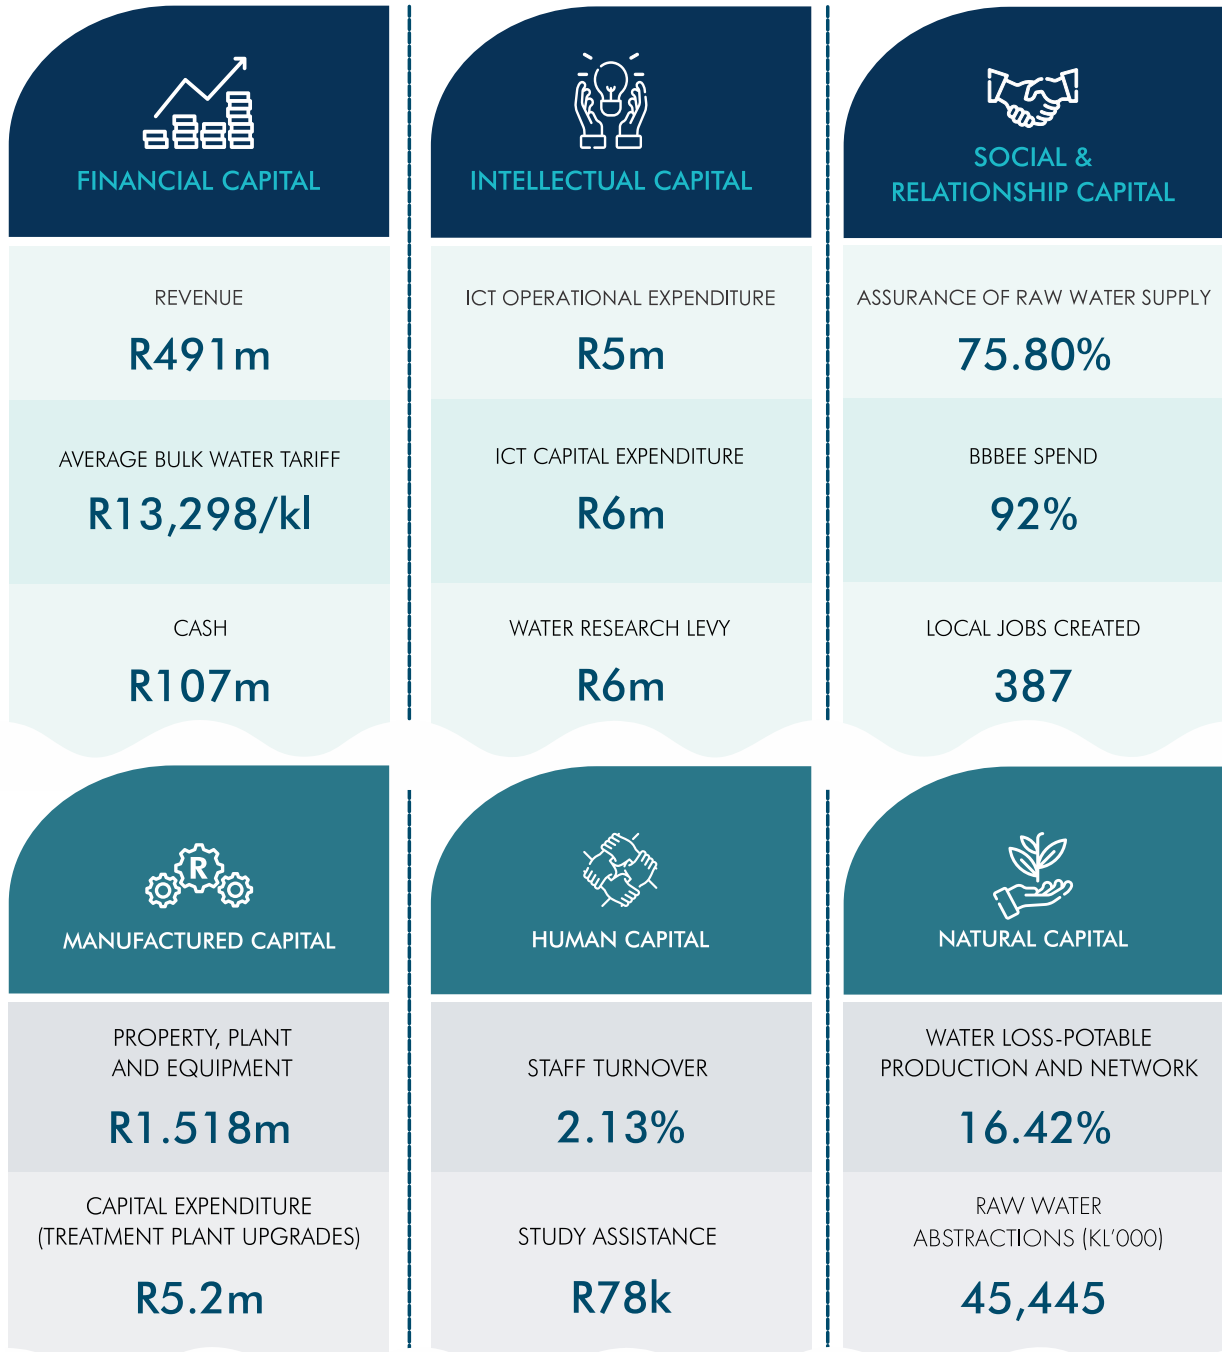 FINANCIAL CAPITAL
REVENUE
R491m
AVERAGE BULK WATER TARIFF
R13,298/kl
CASH
R107m
INTELLECTUAL CAPITAL
ICT OPERATIONAL EXPENDITURE
R5m
ICT CAPITAL EXPENDITURE
R6m
WATER RESEARCH LEVY
R6m
SOCIAL &
RELATIONSHIP CAPITAL
ASSURANCE OF RAW WATER SUPPLY
75.80%
BBBEE SPEND
92%
LOCAL JOBS CREATED
387
R
MANUFACTURED CAPITAL
PROPERTY, PLANT
AND EQUIPMENT
R1.518m
CAPITAL EXPENDITURE
(TREATMENT PLANT UPGRADES)
R5.2m
HUMAN CAPITAL
STAFF TURNOVER
2.13%
STUDY ASSISTANCE
R78k
NATURAL CAPITAL
WATER LOSS-POTABLE
PRODUCTION AND NETWORK
16.42%
RAW WATER
ABSTRACTIONS (KL'000)
45,445